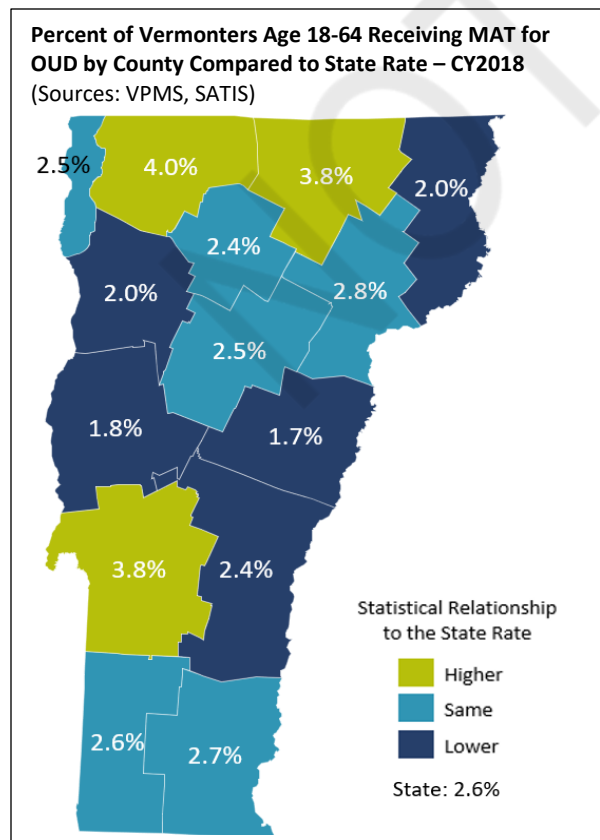 Percent of Vermonters Age 18-64 Receiving MAT for
OUD by County Compared to State Rate – CY2018
(Sources: VPMS, SATIS)
2.5%
4.0%
3.8%
2.0%
2.4%
2.0%
2.8%
2.5%
1.8%
1.7%
3.8%
2.4%
2.6%
2.7%
Statistical Relationship
to the State Rate
Higher
Same
Lower
State: 2.6%